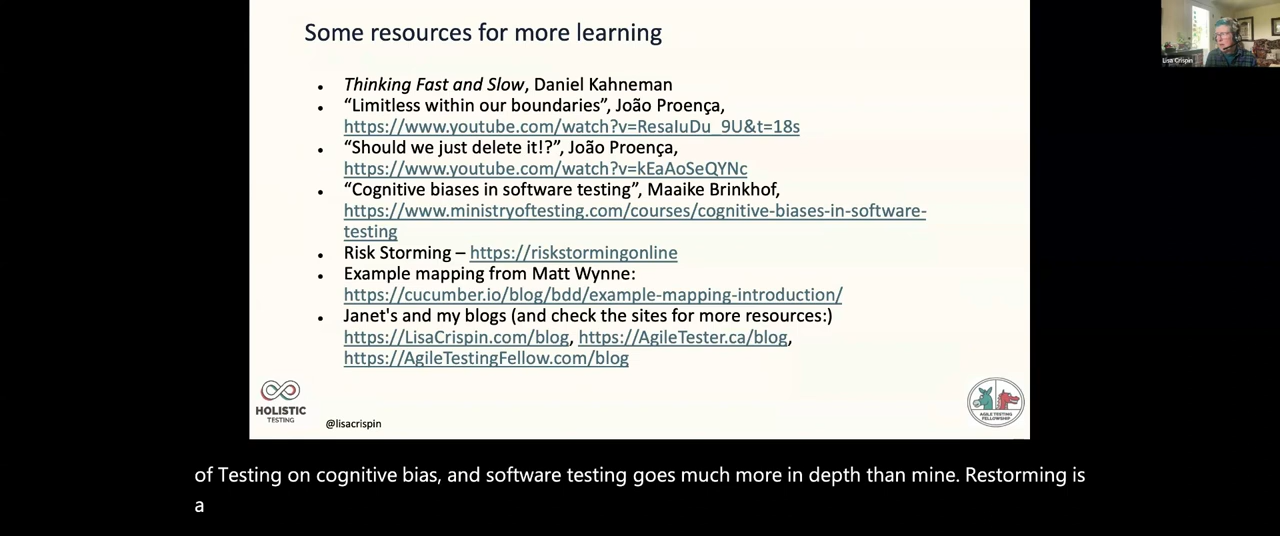 Some resources for more learning
Lisa Crispin
• Thinking Fast and Slow, Daniel Kahneman
• “Limitless within our boundaries”, João Proença,
https://www.youtube.com/watch?v=ResaIuDu_9U&t=18s
• “Should we just delete it!?”, João Proença,
https://www.youtube.com/watch?v=kEaAoSeQYNc
• “Cognitive biases in software testing”, Maaike Brinkhof,
https://www.ministryoftesting.com/courses/cognitive-biases-in-software-
testing
• Risk Storming – https://riskstormingonline
• Example mapping from Matt Wynne:
https://cucumber.io/blog/bdd/example-mapping-introduction/
• Janet's and my blogs (and check the sites for more resources:)
https://LisaCrispin.com/blog, https://AgileTester.ca/blog,
https://AgileTestingFellow.com/blog
HOLISTIC
TESTING
@lisacrispin
AGILE TESTING
FELLOWSHIP
of Testing on cognitive bias, and software testing goes much more in depth than mine. Restorming is
a